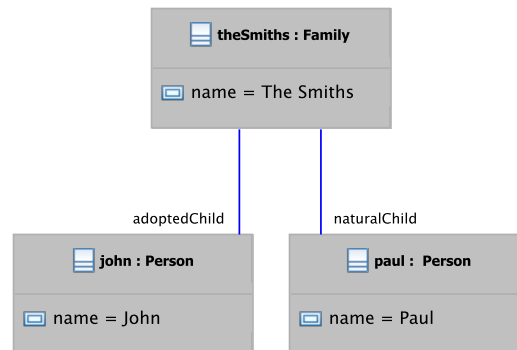 theSmiths : Family
name = The Smiths
adoptedChild
naturalChild
john : Person
paul : Person
name = John
name = Paul